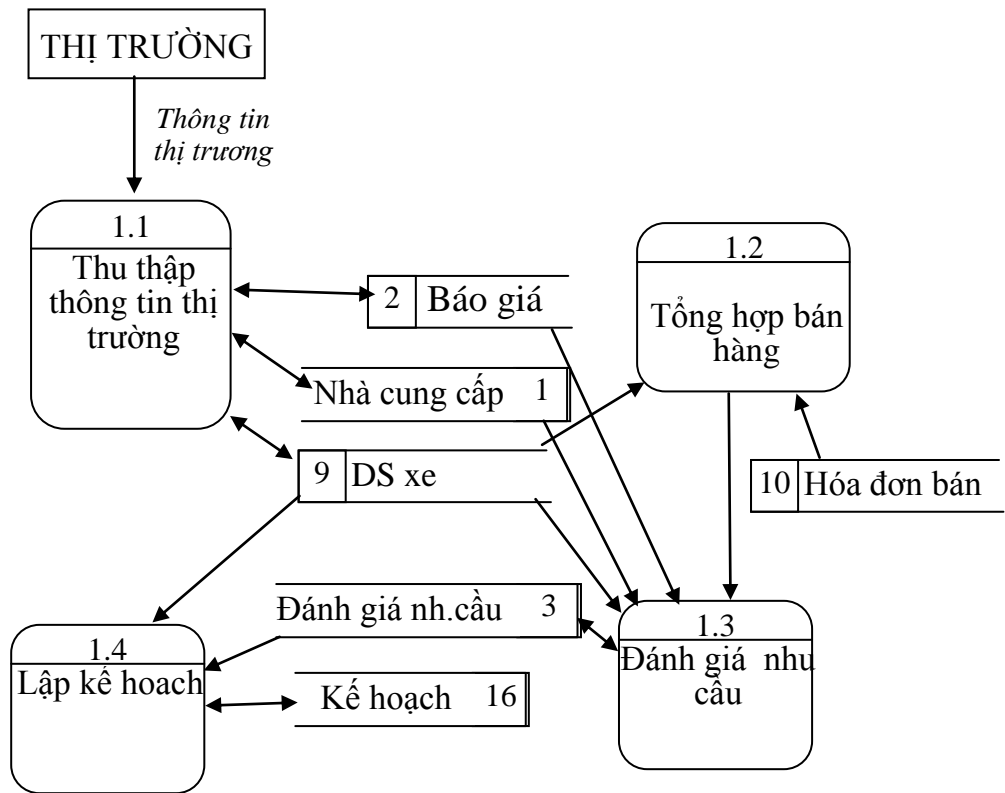 THỊ TRƯỜNG
Thông tin
thị trương
1.1
Thu thập
thông tin thị
trường
1.2
Tổng hợp bán
hàng
2 Báo giá
Nhà cung cấp 1
9 DS xe
10 Hóa đơn bán
Đánh giá nh.cầu 3
1.3
Đánh giá nhu
cầu
1.4
Lập kế hoach
Kế hoạch 16